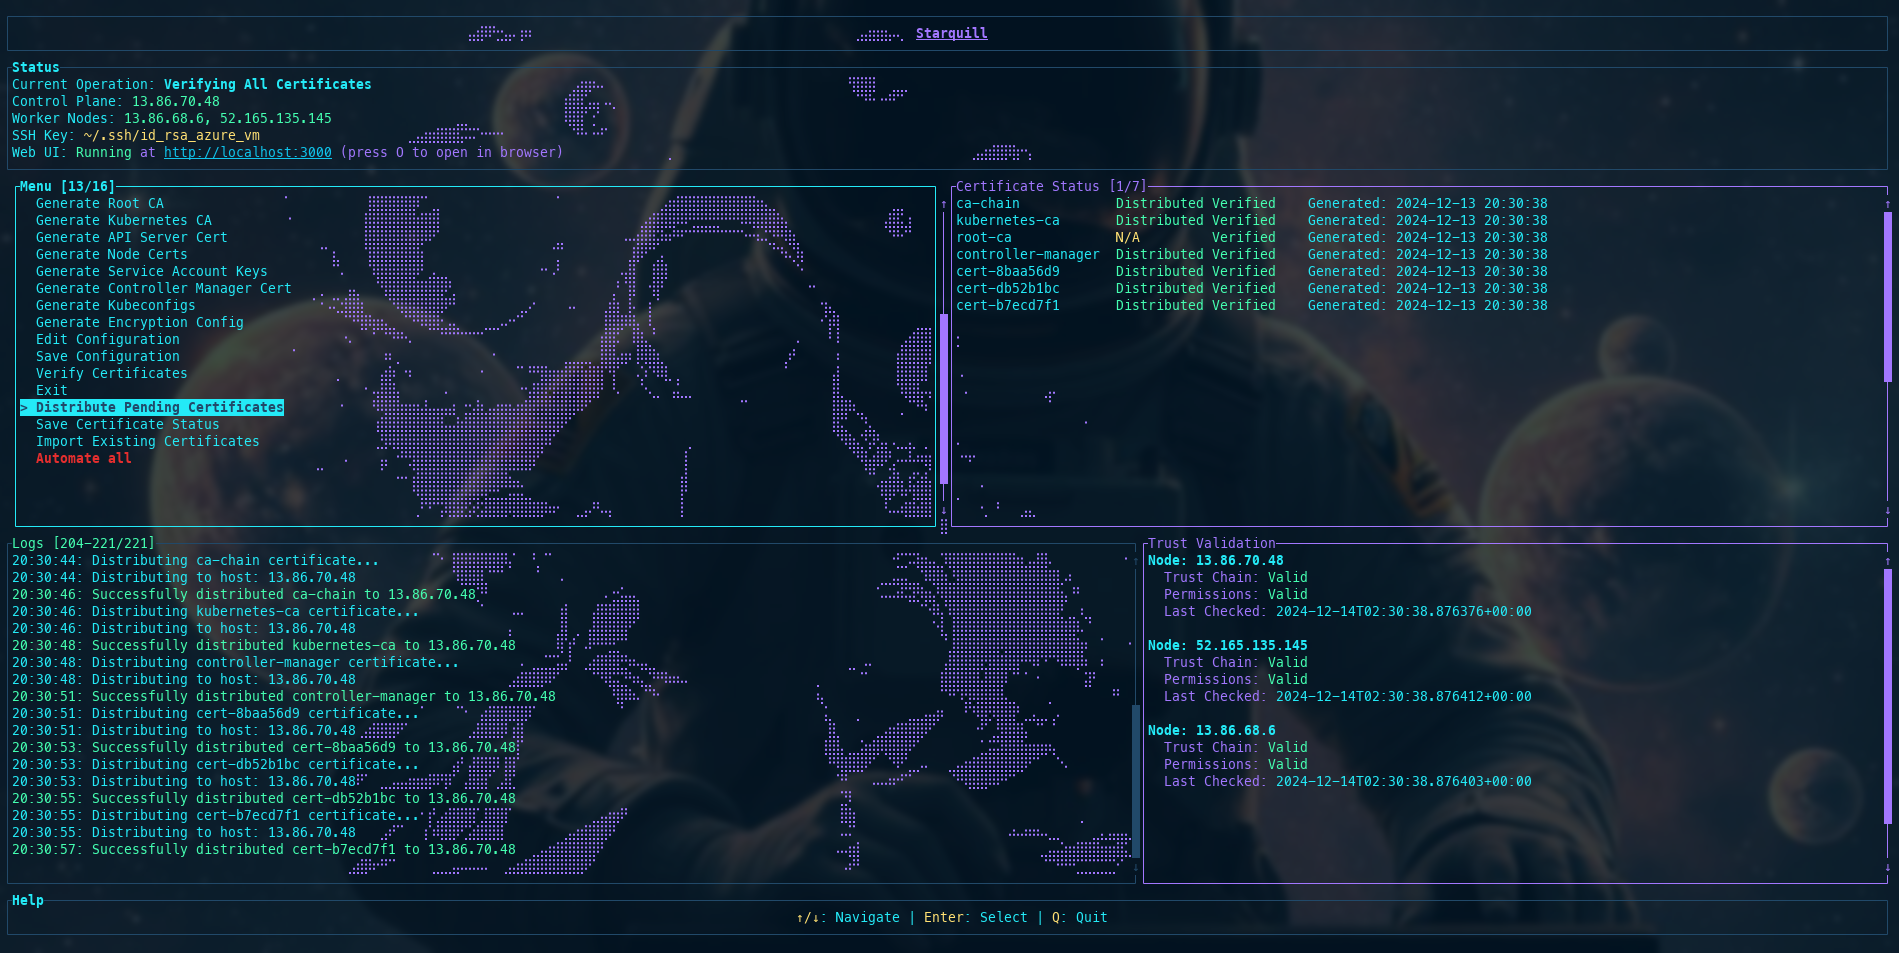 Starquill
Status
Current Operation: Verifying All Certificates
Control Plane: 13.86.70.48
Worker Nodes: 13.86.68.6, 52.165.135.145
SSH Key: ~/.ssh/id_rsa_azure_vm
Web UI: Running at http://localhost:3000 (press O to open in browser)
Menu [13/16]
Generate Root CA
Generate Kubernetes CA
Generate API Server Cert
Generate Node Certs
Generate Service Account Keys
Generate Controller Manager Cert
Generate Kubeconfigs
Generate Encryption Config
Edit Configuration
Save Configuration
Verify Certificates
Exit
> Distribute Pending Certificates
Save Certificate Status
Import Existing Certificates
Automate all
Certificate Status [1/7]
ca-chain Distributed Verified Generated: 2024-12-13 20:30:38
kubernetes-ca Distributed Verified Generated: 2024-12-13 20:30:38
root-ca N/A Verified Generated: 2024-12-13 20:30:38
controller-manager Distributed Verified Generated: 2024-12-13 20:30:38
cert-8baa56d9 Distributed Verified Generated: 2024-12-13 20:30:38
cert-db52b1bc Distributed Verified Generated: 2024-12-13 20:30:38
cert-b7ecd7f1 Distributed Verified Generated: 2024-12-13 20:30:38
Logs [204-221/221]
20:30:44: Distributing ca-chain certificate...
20:30:44: Distributing to host: 13.86.70.48
20:30:46: Successfully distributed ca-chain to 13.86.70.48
20:30:46: Distributing kubernetes-ca certificate...
20:30:46: Distributing to host: 13.86.70.48
20:30:48: Successfully distributed kubernetes-ca to 13.86.70.48
20:30:48: Distributing controller-manager certificate...
20:30:48: Distributing to host: 13.86.70.48
20:30:51: Successfully distributed controller-manager to 13.86.70.48
20:30:51: Distributing cert-8baa56d9 certificate...
20:30:51: Distributing to host: 13.86.70.48
20:30:53: Successfully distributed cert-8baa56d9 to 13.86.70.48
20:30:53: Distributing cert-db52b1bc certificate...
20:30:53: Distributing to host: 13.86.70.48
20:30:55: Successfully distributed cert-db52b1bc to 13.86.70.48
20:30:55: Distributing cert-b7ecd7f1 certificate...
20:30:55: Distributing to host: 13.86.70.48
20:30:57: Successfully distributed cert-b7ecd7f1 to 13.86.70.48
Trust Validation
Node: 13.86.70.48
Trust Chain: Valid
Permissions: Valid
Last Checked: 2024-12-14T02:30:38.876376+00:00
Node: 52.165.135.145
Trust Chain: Valid
Permissions: Valid
Last Checked: 2024-12-14T02:30:38.876412+00:00
Node: 13.86.68.6
Trust Chain: Valid
Permissions: Valid
Last Checked: 2024-12-14T02:30:38.876403+00:00
Help
↑/↓: Navigate | Enter: Select | Q: Quit